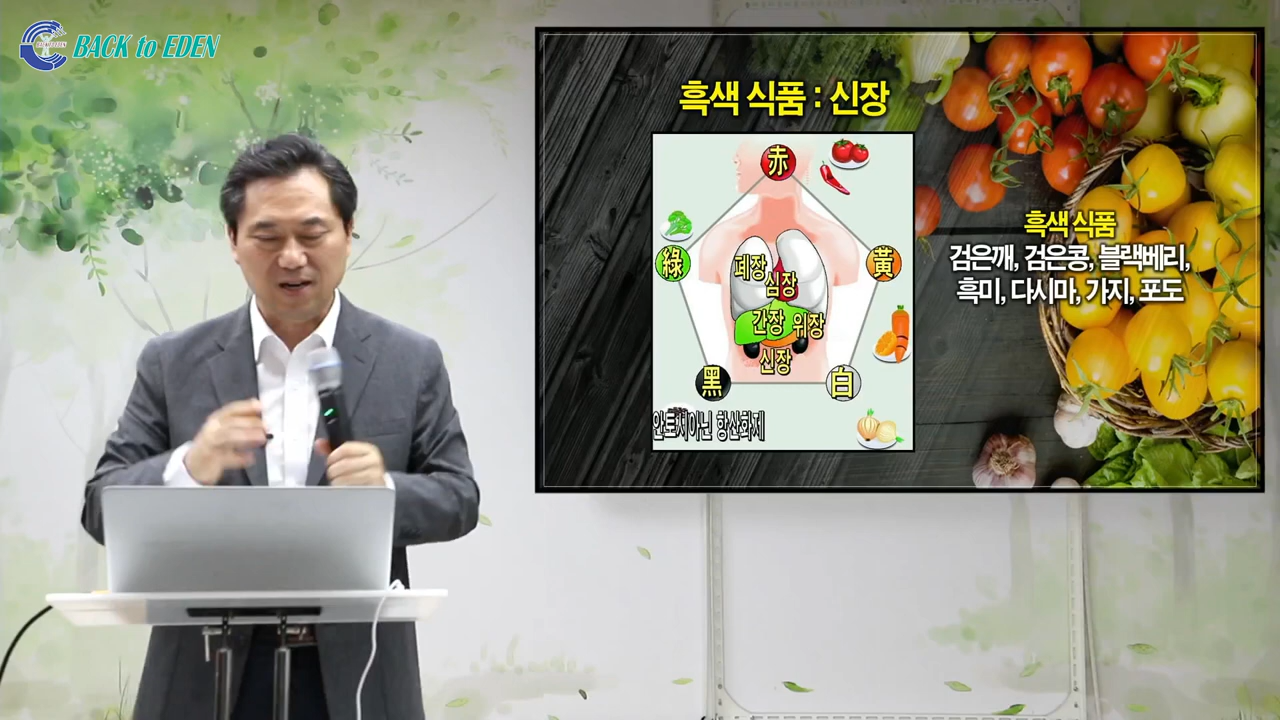 BACK to EDEN
흑색 식품 : 신장
赤
綠
黃
폐장
심장
간장 위장
신장
黑
白
안토시아닌 항산화제
흑색 식품
검은깨, 검은콩, 블랙베리,
흑미, 다시마, 가지, 포도